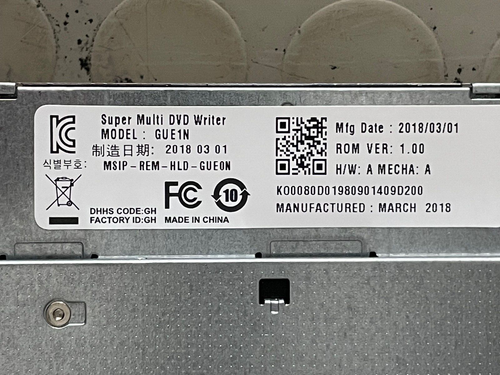 Super Multi DVD Writer
MODEL : GUE1N
制造日期: 2018 03 01
식별부호:
MSIP-REM-HLD-GUE0N
FC
10
DHHS CODE:GH
FACTORY ID:GH
MADE IN CHINA
Mfg Date : 2018/03/01
ROM VER: 1.00
H/W: A MECHA: A
KO0080D01980901409D200
MANUFACTURED : MARCH 2018